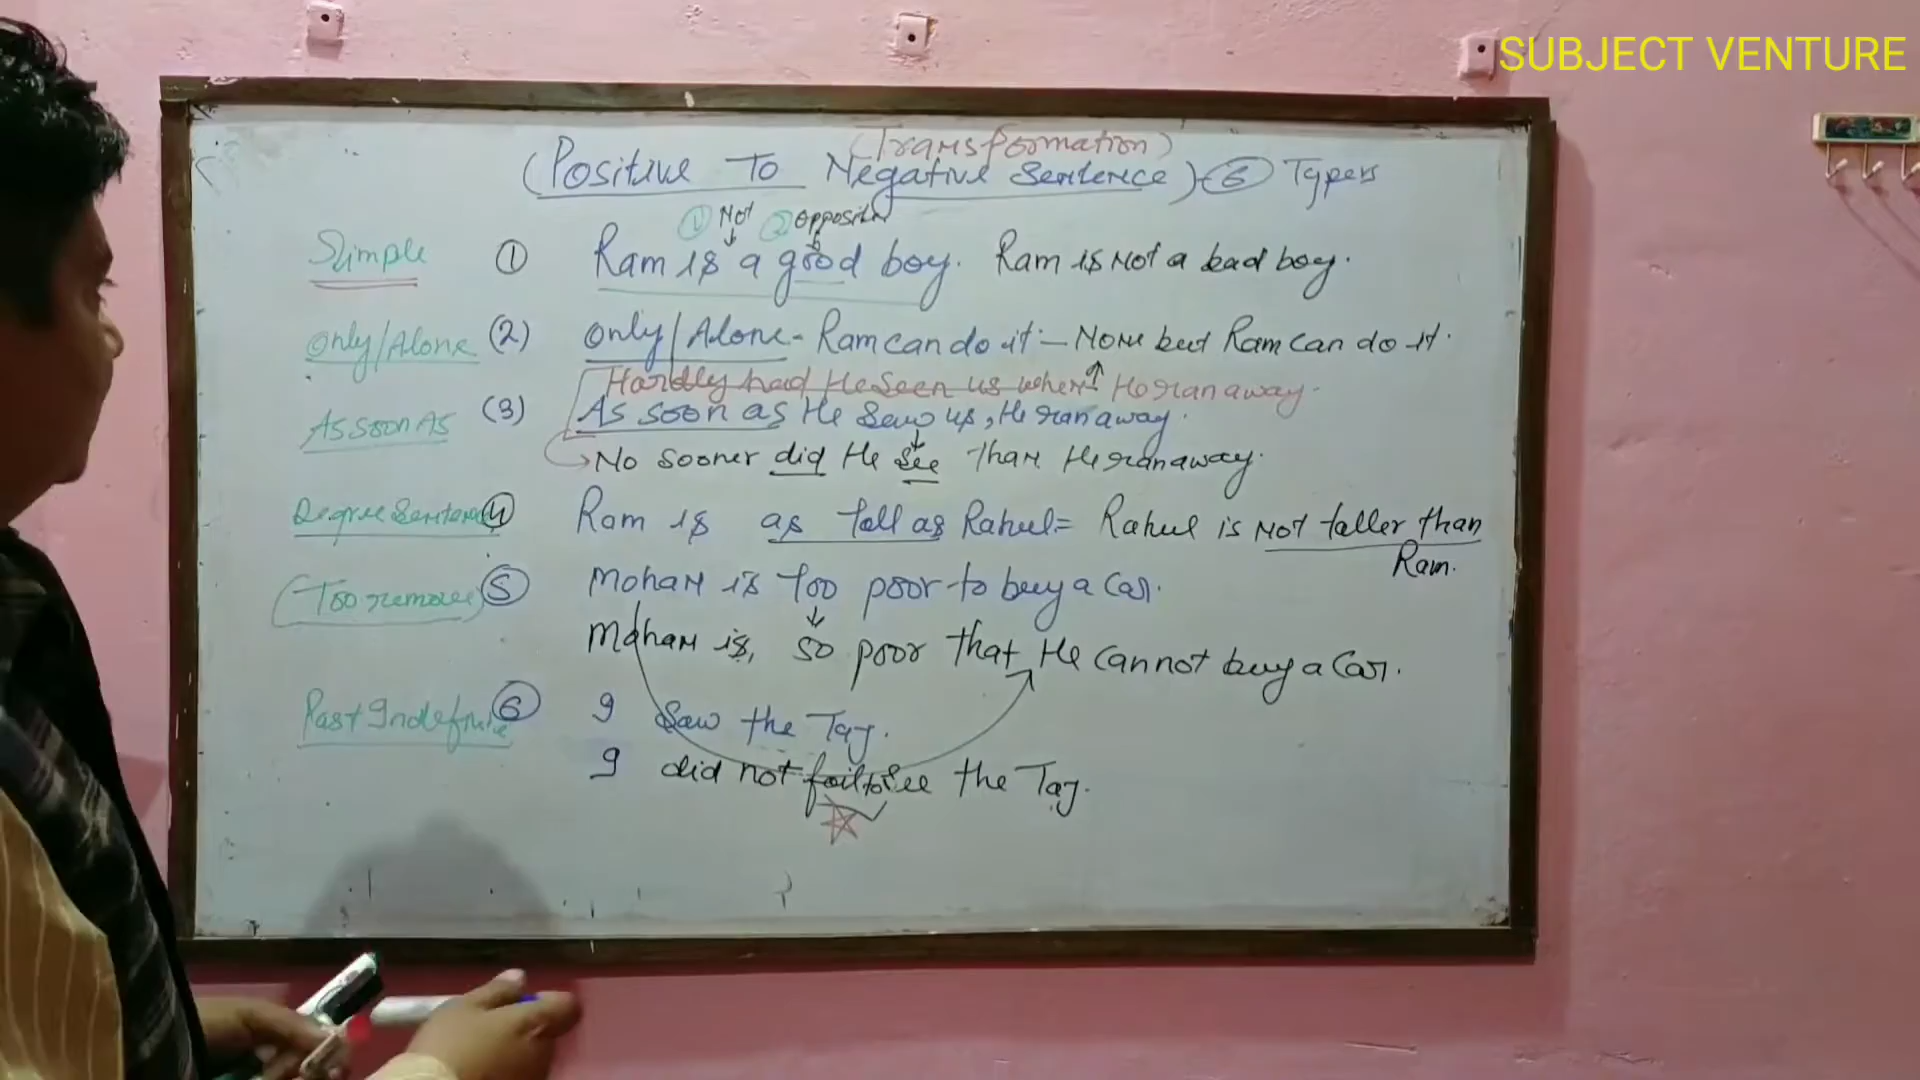 SUBJECT VENTURE
(Transformation)
(Positive To Negative Sentence) - 6 Types
① Not ② Opposite
Simple ① Ram is a good boy. Ram is Not a bad boy.
Only/Alone (2) Only/Alone - Ram can do it - None but Ram can do it.
Hardly had He seen us when He ran away.
As soon As (3) As soon as He saw us, He ran away.
No sooner did He see Than He ran away.
Degree Sentence 4 Ram is as tall as Rahul = Rahul is Not taller than
Ram.
(Too remove) 5 Mohan is Too poor to buy a Car.
Mohan is, so poor that He cannot buy a Car.
Past Indefinite 6 I Saw the Taj.
I did not fail to See the Taj.